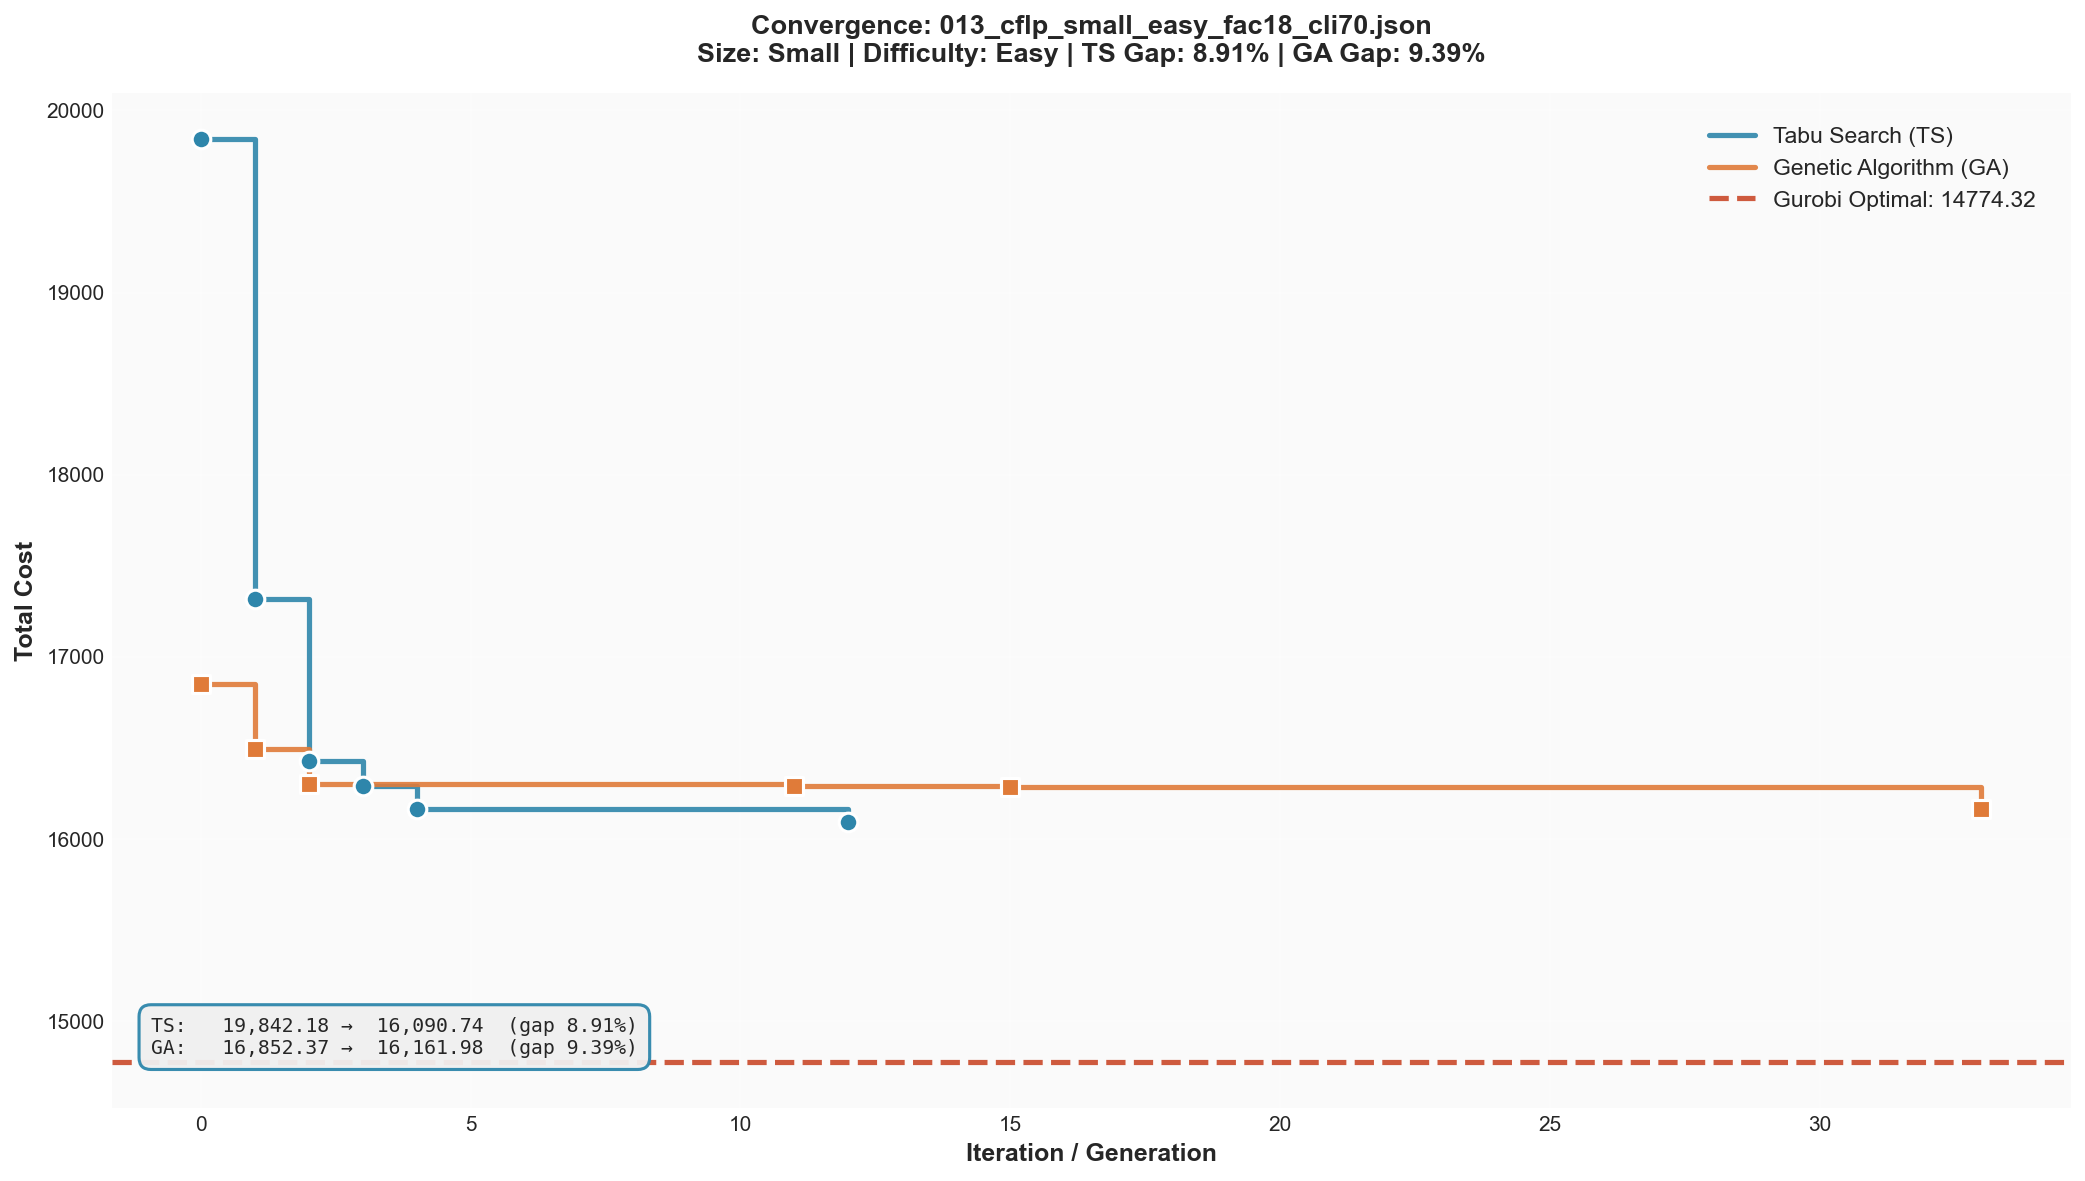 Convergence: 013_cflp_small_easy_fac18_cli70.json
Size: Small | Difficulty: Easy | TS Gap: 8.91% | GA Gap: 9.39%
Tabu Search (TS)
Genetic Algorithm (GA)
Gurobi Optimal: 14774.32
Total Cost
20000
19000
18000
17000
16000
15000
TS:   19,842.18 →  16,090.74  (gap 8.91%)
GA:   16,852.37 →  16,161.98  (gap 9.39%)
0 5 10 15 20 25 30
Iteration / Generation